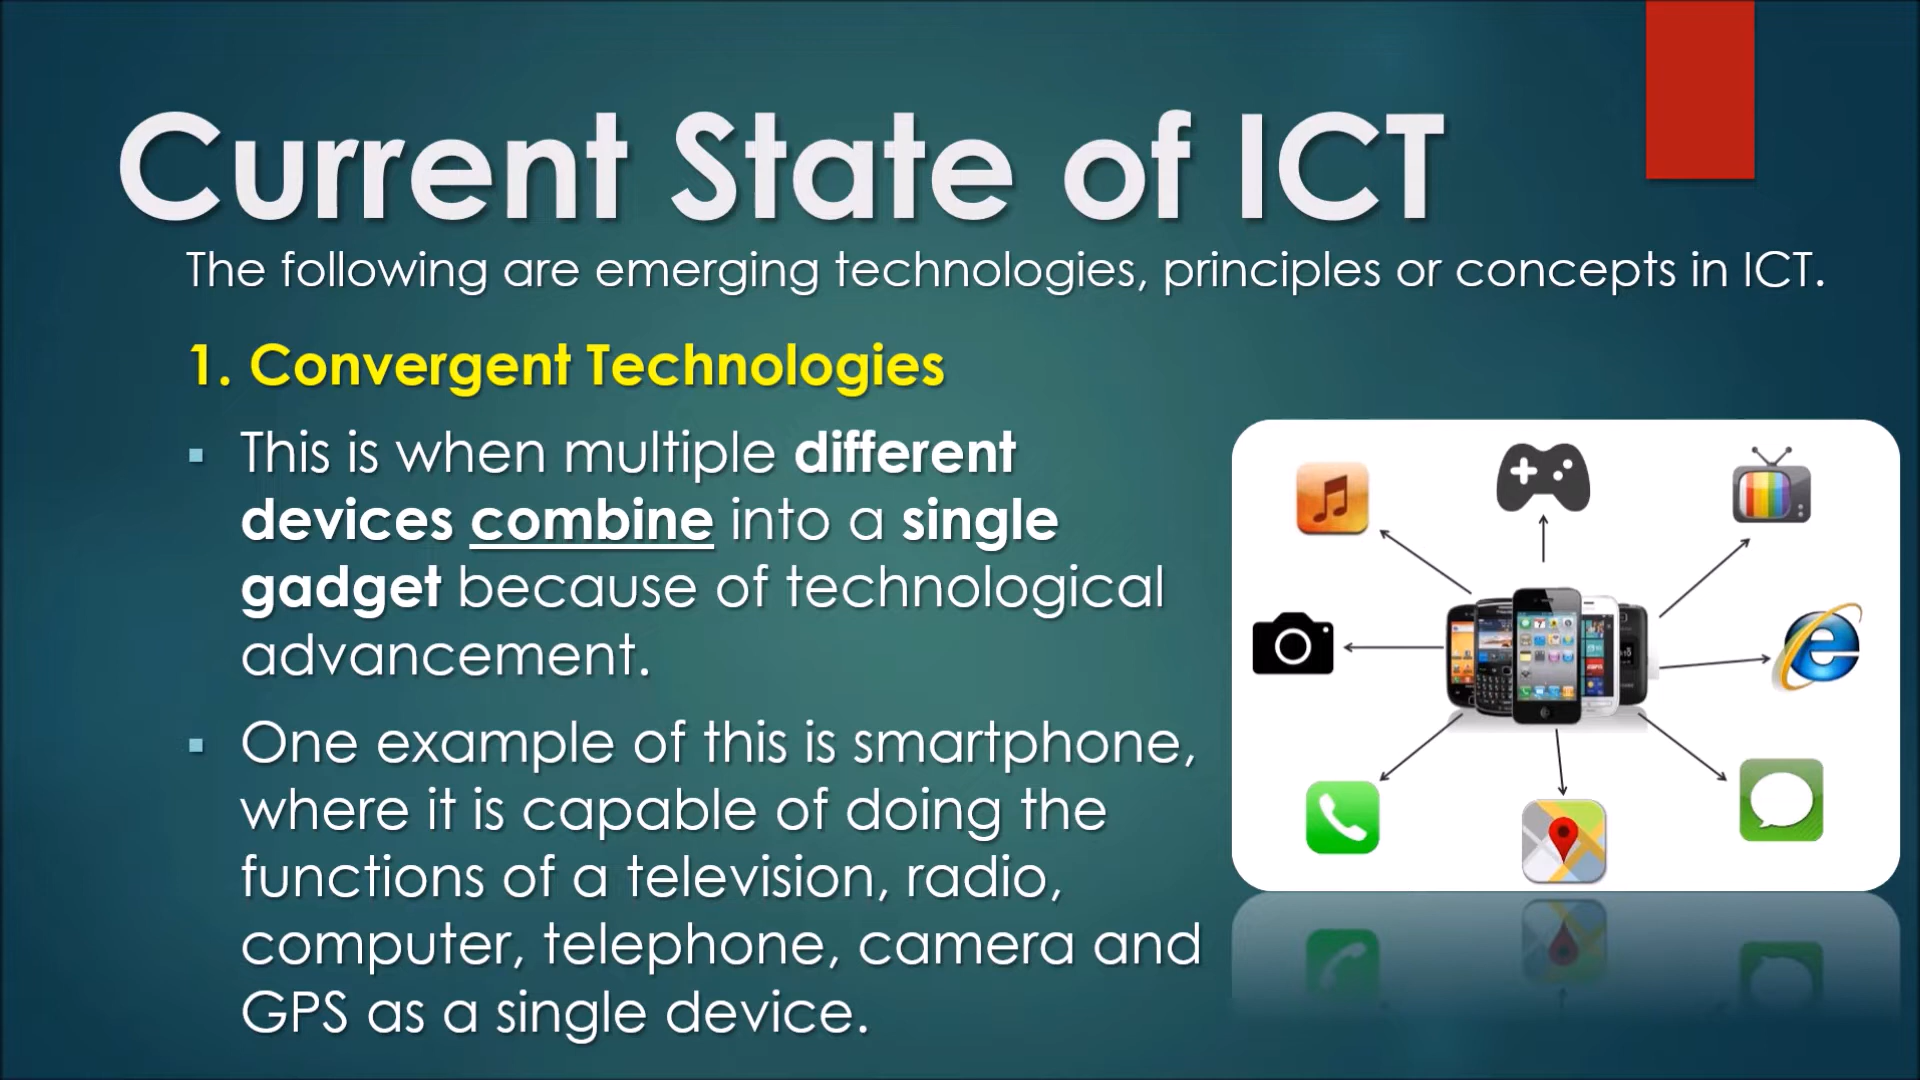 Current State of ICT
The following are emerging technologies, principles or concepts in ICT.
1. Convergent Technologies
▪ This is when multiple different
devices combine into a single
gadget because of technological
advancement.
▪ One example of this is smartphone,
where it is capable of doing the
functions of a television, radio,
computer, telephone, camera and
GPS as a single device.